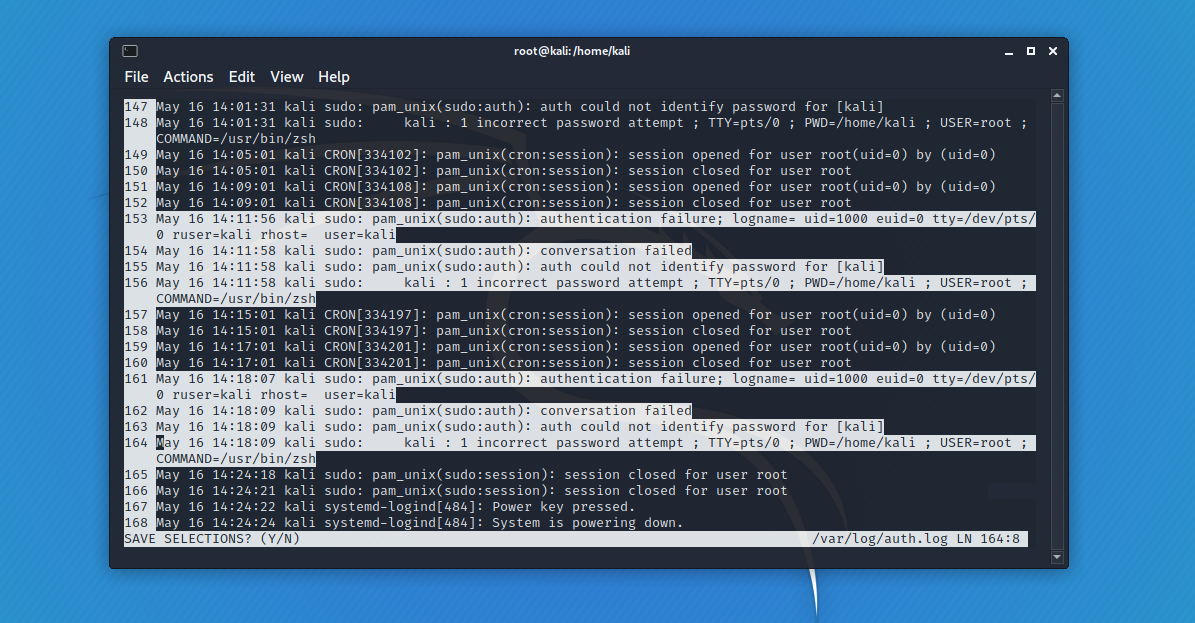 root@kali:/home/kali
File Actions Edit View Help
147 May 16 14:01:31 kali sudo: pam_unix(sudo:auth): auth could not identify password for [kali]
148 May 16 14:01:31 kali sudo:     kali : 1 incorrect password attempt ; TTY=pts/0 ; PWD=/home/kali ; USER=root ;
COMMAND=/usr/bin/zsh
149 May 16 14:05:01 kali CRON[334102]: pam_unix(cron:session): session opened for user root(uid=0) by (uid=0)
150 May 16 14:05:01 kali CRON[334102]: pam_unix(cron:session): session closed for user root
151 May 16 14:09:01 kali CRON[334108]: pam_unix(cron:session): session opened for user root(uid=0) by (uid=0)
152 May 16 14:09:01 kali CRON[334108]: pam_unix(cron:session): session closed for user root
153 May 16 14:11:56 kali sudo: pam_unix(sudo:auth): authentication failure; logname= uid=1000 euid=0 tty=/dev/pts/
0 ruser=kali rhost=  user=kali
154 May 16 14:11:58 kali sudo: pam_unix(sudo:auth): conversation failed
155 May 16 14:11:58 kali sudo: pam_unix(sudo:auth): auth could not identify password for [kali]
156 May 16 14:11:58 kali sudo:     kali : 1 incorrect password attempt ; TTY=pts/0 ; PWD=/home/kali ; USER=root ;
COMMAND=/usr/bin/zsh
157 May 16 14:15:01 kali CRON[334197]: pam_unix(cron:session): session opened for user root(uid=0) by (uid=0)
158 May 16 14:15:01 kali CRON[334197]: pam_unix(cron:session): session closed for user root
159 May 16 14:17:01 kali CRON[334201]: pam_unix(cron:session): session opened for user root(uid=0) by (uid=0)
160 May 16 14:17:01 kali CRON[334201]: pam_unix(cron:session): session closed for user root
161 May 16 14:18:07 kali sudo: pam_unix(sudo:auth): authentication failure; logname= uid=1000 euid=0 tty=/dev/pts/
0 ruser=kali rhost=  user=kali
162 May 16 14:18:09 kali sudo: pam_unix(sudo:auth): conversation failed
163 May 16 14:18:09 kali sudo: pam_unix(sudo:auth): auth could not identify password for [kali]
164 May 16 14:18:09 kali sudo:     kali : 1 incorrect password attempt ; TTY=pts/0 ; PWD=/home/kali ; USER=root ;
COMMAND=/usr/bin/zsh
165 May 16 14:24:18 kali sudo: pam_unix(sudo:session): session closed for user root
166 May 16 14:24:21 kali sudo: pam_unix(sudo:session): session closed for user root
167 May 16 14:24:22 kali systemd-logind[484]: Power key pressed.
168 May 16 14:24:24 kali systemd-logind[484]: System is powering down.
SAVE SELECTIONS? (Y/N) /var/log/auth.log LN 164:8